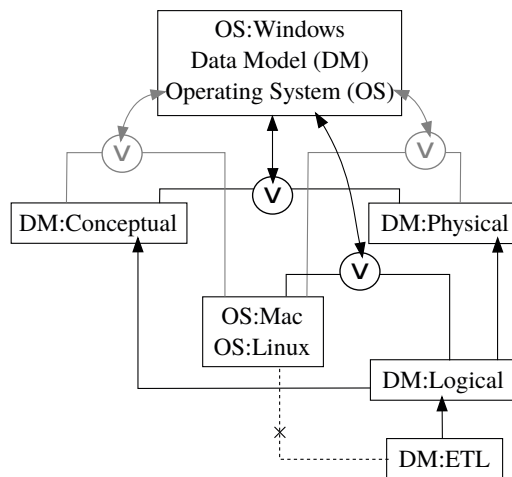 OS:Windows
Data Model (DM)
Operating System (OS)
V
V
V
DM:Conceptual
DM:Physical
V
OS:Mac
OS:Linux
DM:Logical
DM:ETL